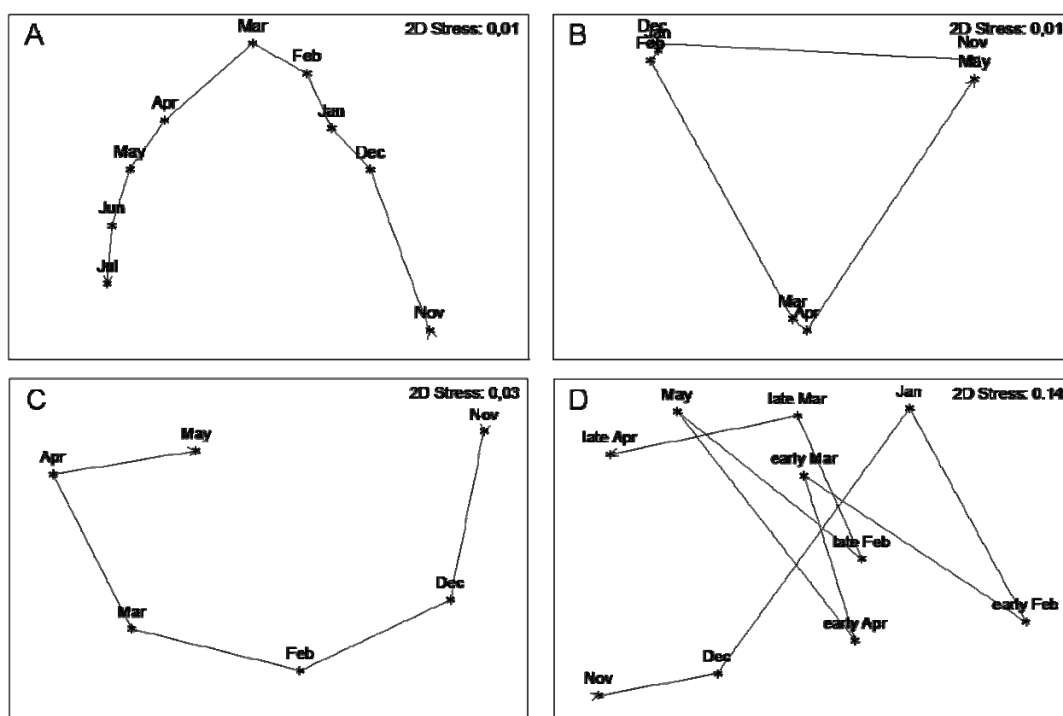 A
2D Stress: 0,01
Mar
Feb
Apr
Jan
May
Dec
Jun
Jul
Nov
B
2D Stress: 0,01
Dec
Jan
Feb
Nov
May
Mar
Apr
C
2D Stress: 0,03
Nov
May
Apr
Dec
Mar
Feb
D
2D Stress: 0.14
May
late Mar
Jan
late Apr
early Mar
late Feb
early Feb
early Apr
Dec
Nov